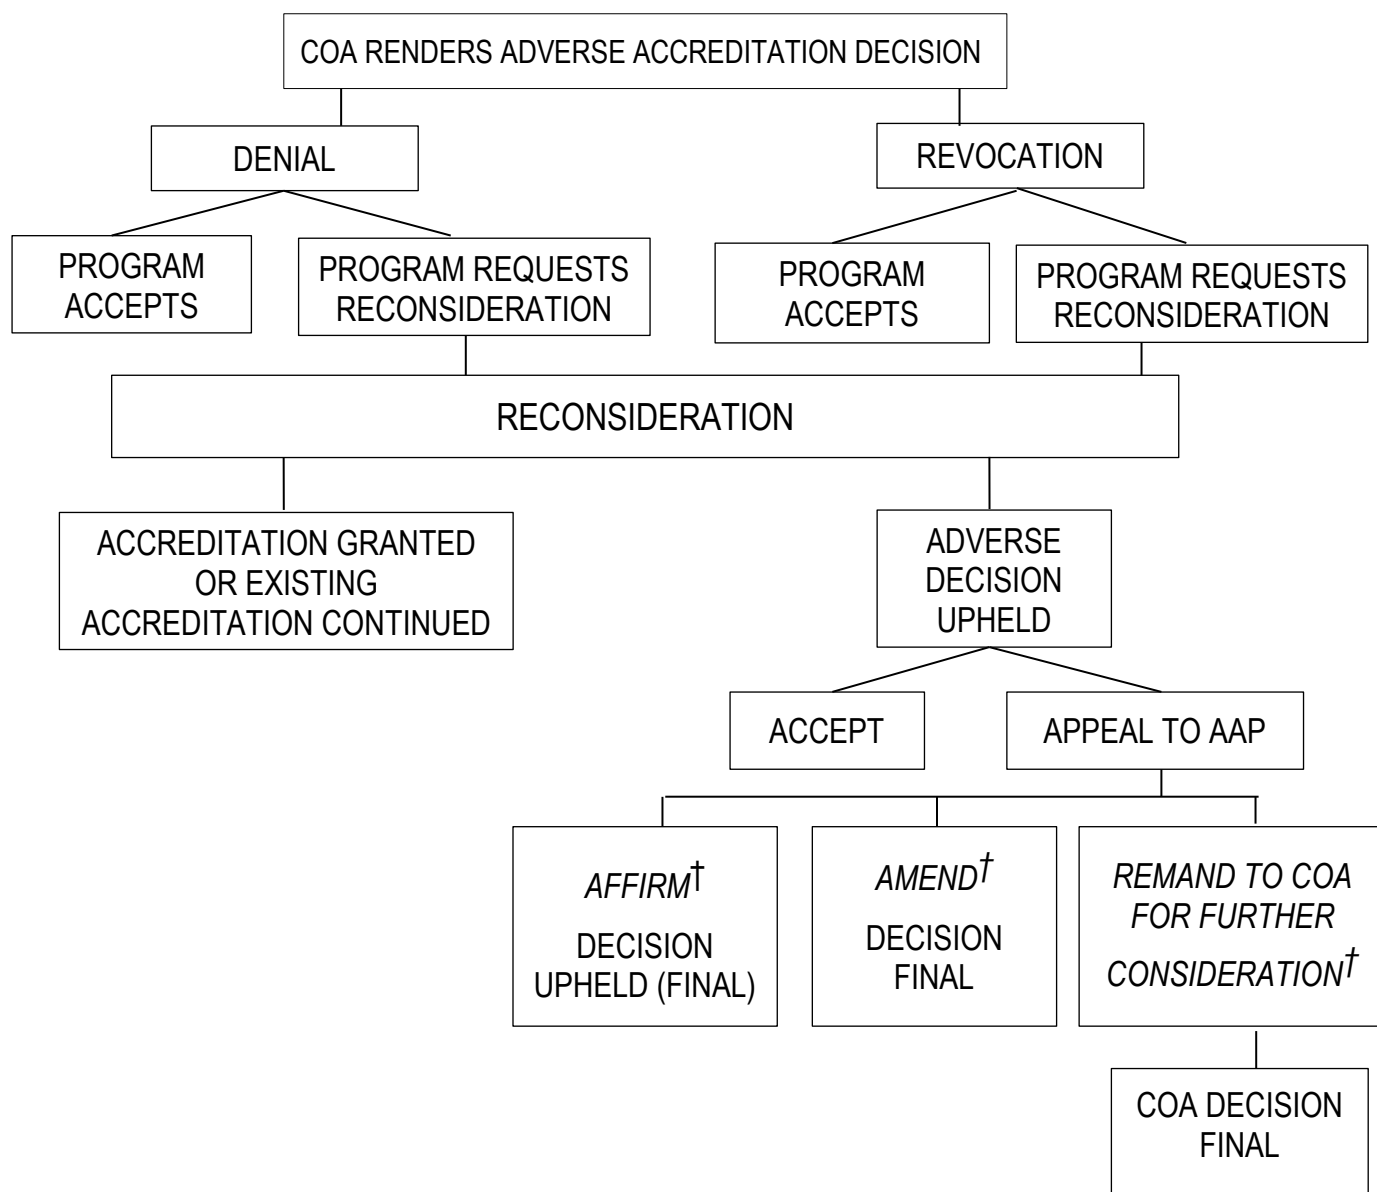 COA RENDERS ADVERSE ACCREDITATION DECISION
DENIAL
REVOCATION
PROGRAM
ACCEPTS
PROGRAM REQUESTS
RECONSIDERATION
PROGRAM
ACCEPTS
PROGRAM REQUESTS
RECONSIDERATION
RECONSIDERATION
ACCREDITATION GRANTED
OR EXISTING
ACCREDITATION CONTINUED
ADVERSE
DECISION
UPHELD
ACCEPT
APPEAL TO AAP
AFFIRM†
DECISION
UPHELD (FINAL)
AMEND†
DECISION
FINAL
REMAND TO COA
FOR FURTHER
CONSIDERATION†
COA DECISION
FINAL